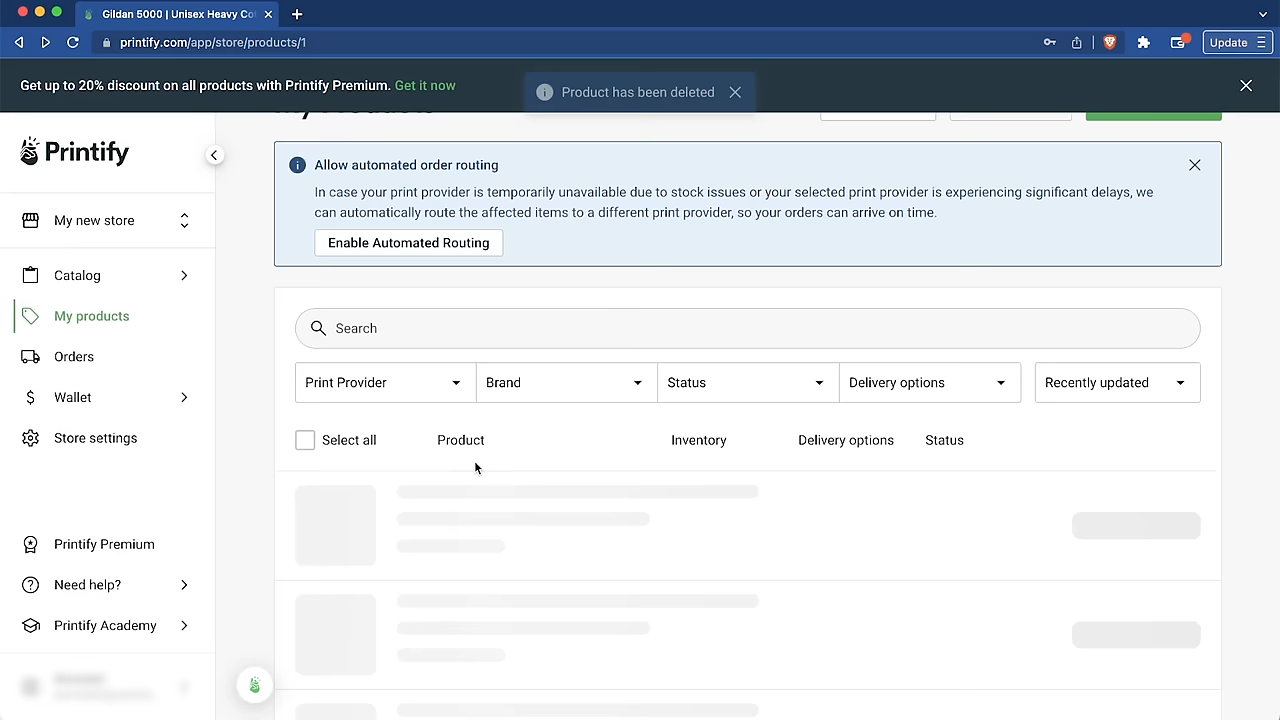 Gildan 5000 | Unisex Heavy Co
printify.com/app/store/products/1
Update
Get up to 20% discount on all products with Printify Premium. Get it now
Product has been deleted
My Products
Printify
Allow automated order routing
In case your print provider is temporarily unavailable due to stock issues or your selected print provider is experiencing significant delays, we
can automatically route the affected items to a different print provider, so your orders can arrive on time.
Enable Automated Routing
My new store
Catalog
My products
Orders
Wallet
Store settings
Printify Premium
Need help?
Printify Academy
Search
Print Provider
Brand
Status
Delivery options
Recently updated
Select all
Product
Inventory
Delivery options
Status